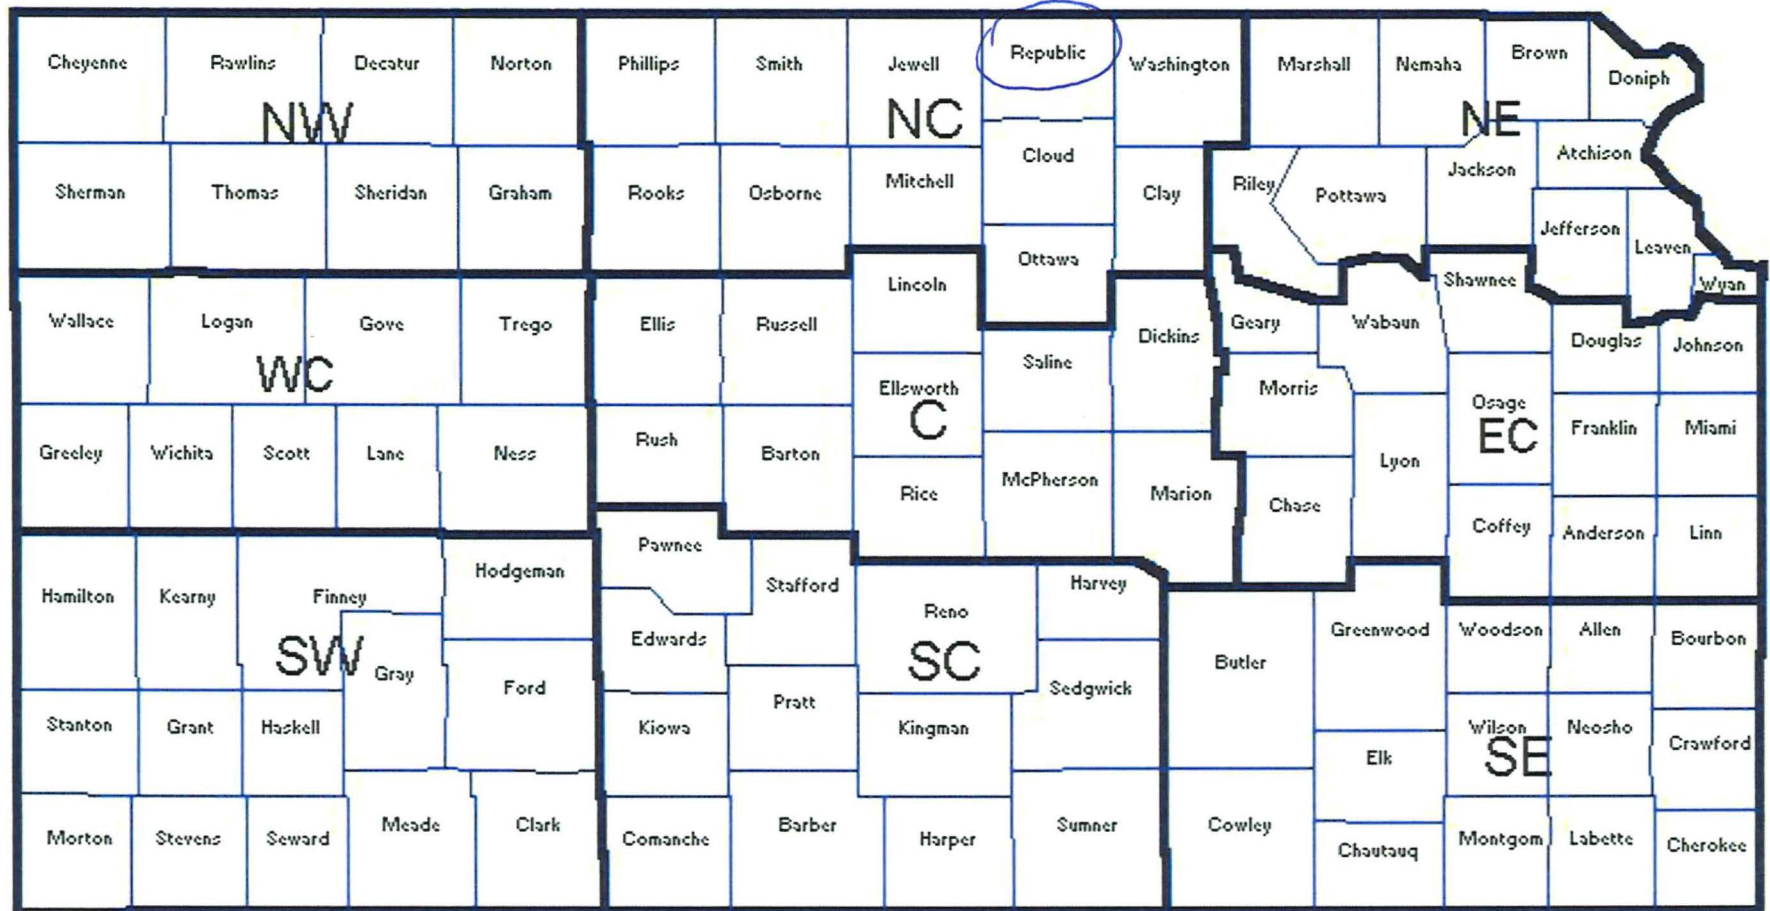 Cheyenne Rawlins Decatur Norton Phillips Smith Jewell Republic Washington Marshall Nemaha Brown Doniph
NW NC NE
Sherman Thomas Sheridan Graham Rooks Osborne Mitchell Cloud Clay Riley Pottawa Jackson Atchison
Jefferson Leaven
Lincoln Ottawa Shawnee Wyan
Wallace Logan Gove Trego Ellis Russell Saline Dickins Geary Wabaun Douglas Johnson
WC Ellsworth Morris
C Osage
EC
Greeley Wichita Scott Lane Ness Rush Barton Rice McPherson Marion Chase Lyon Franklin Miami
Coffey Anderson Linn
Hamilton Kearny Finney Hodgeman Pawnee Stafford Reno Harvey
SW Gray Ford Edwards SC Sedgwick Butler Greenwood Woodson Allen Bourbon
Stanton Grant Haskell Kiowa Pratt Kingman Elk Wilson Neosho Crawford
SE
Morton Stevens Seward Meade Clark Comanche Barber Harper Sumner Cowley Chautauq Montgom Labette Cherokee